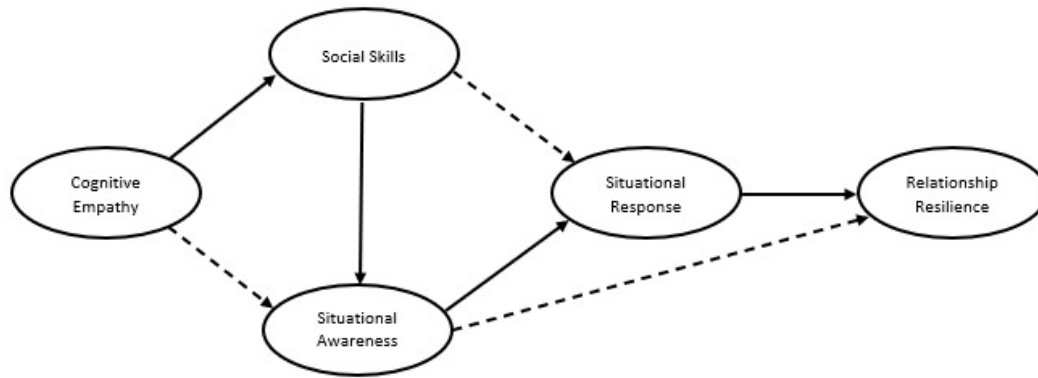 Social Skills
Cognitive
Empathy
Situational
Response
Relationship
Resilience
Situational
Awareness